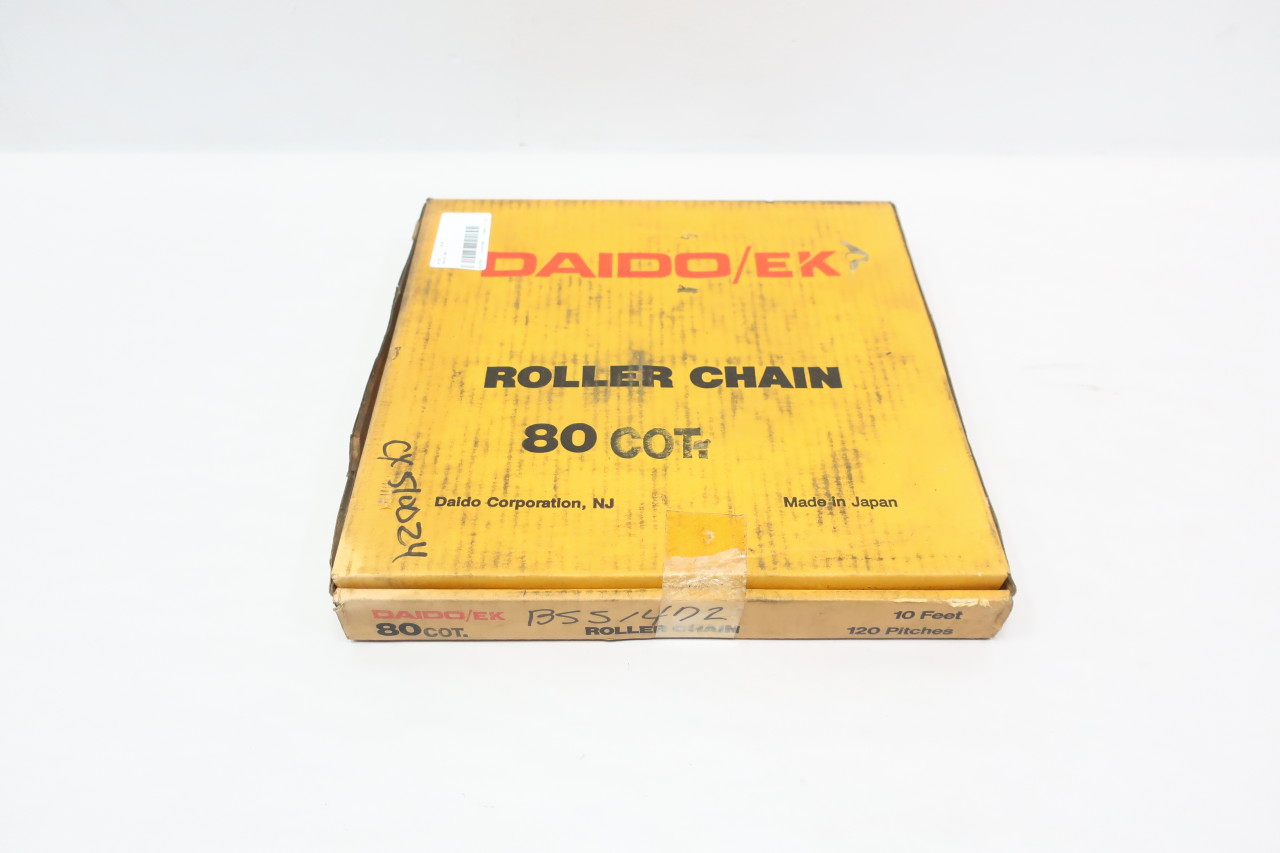 DAIDO/EK
ROLLER CHAIN
80 COT.
Daido Corporation, NJ
Made in Japan
CX510024
DAIDO/EK
80 COT.
BSS1472
ROLLER CHAIN
10 Feet
120 Pitches